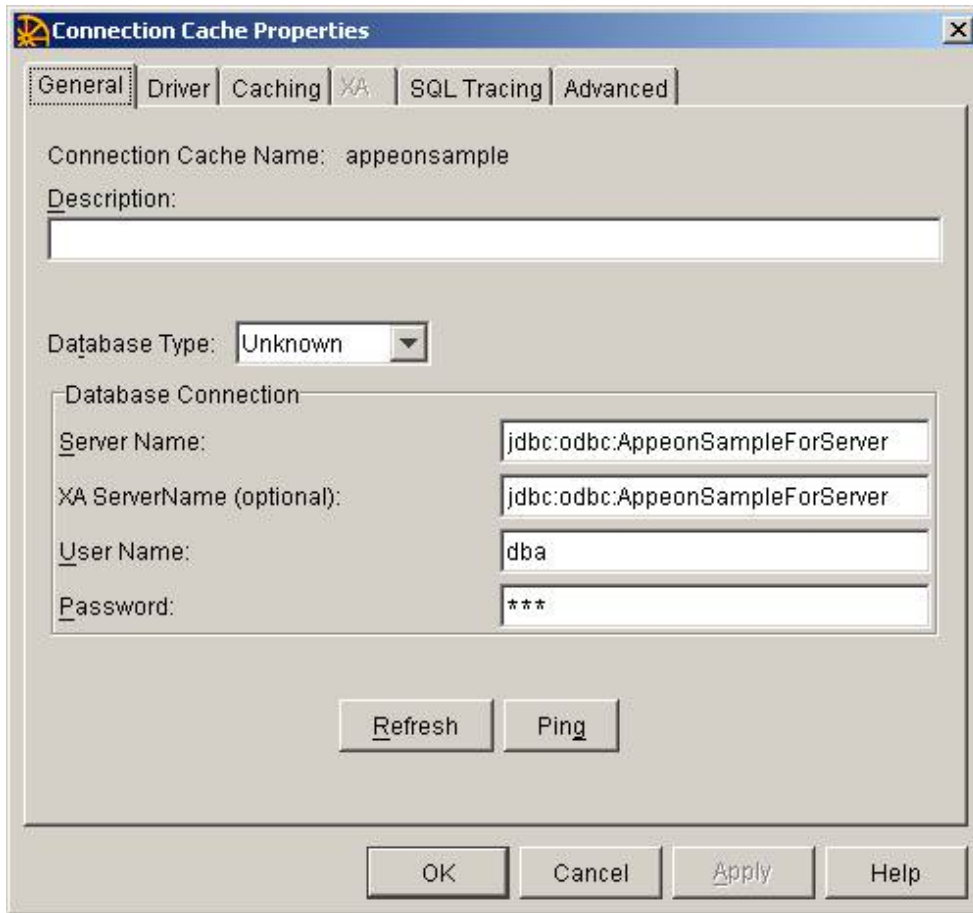 Connection Cache Properties
General Driver Caching XA SQL Tracing Advanced
Connection Cache Name: appeonsample
Description:
Database Type: Unknown
Database Connection
Server Name: jdbc:odbc:AppeonSampleForServer
XA ServerName (optional): jdbc:odbc:AppeonSampleForServer
User Name: dba
Password: ***
Refresh Ping
OK Cancel Apply Help